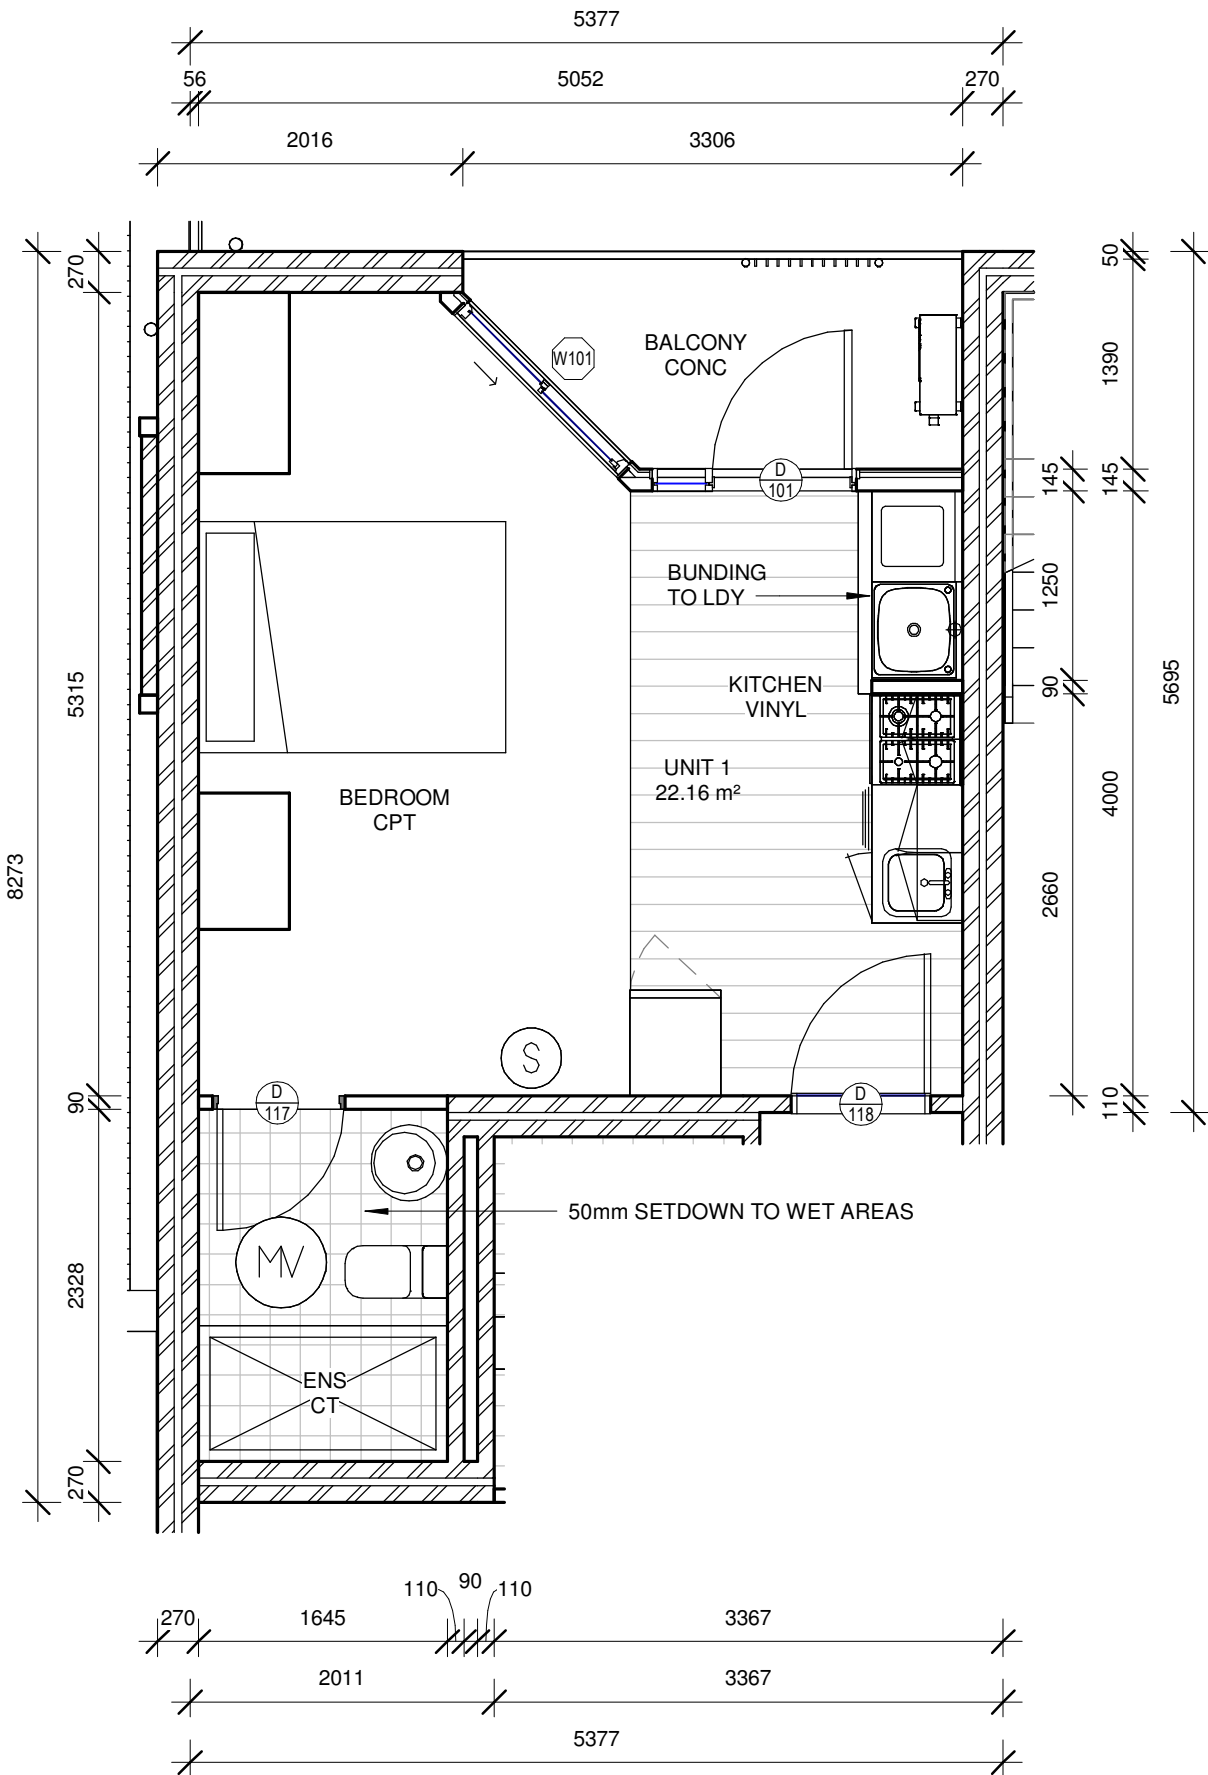 5377
56
5052
270
2016
3306
270
5315
90
2328
270
8273
50
1390
145
145
1250
90
4000
2660
110
5695
W101
BALCONY
CONC
D
101
BUNDING
TO LDY
KITCHEN
VINYL
UNIT 1
22.16 m²
BEDROOM
CPT
S
D
117
D
118
50mm SETDOWN TO WET AREAS
MV
ENS
CT
110
90
110
270
1645
3367
2011
3367
5377